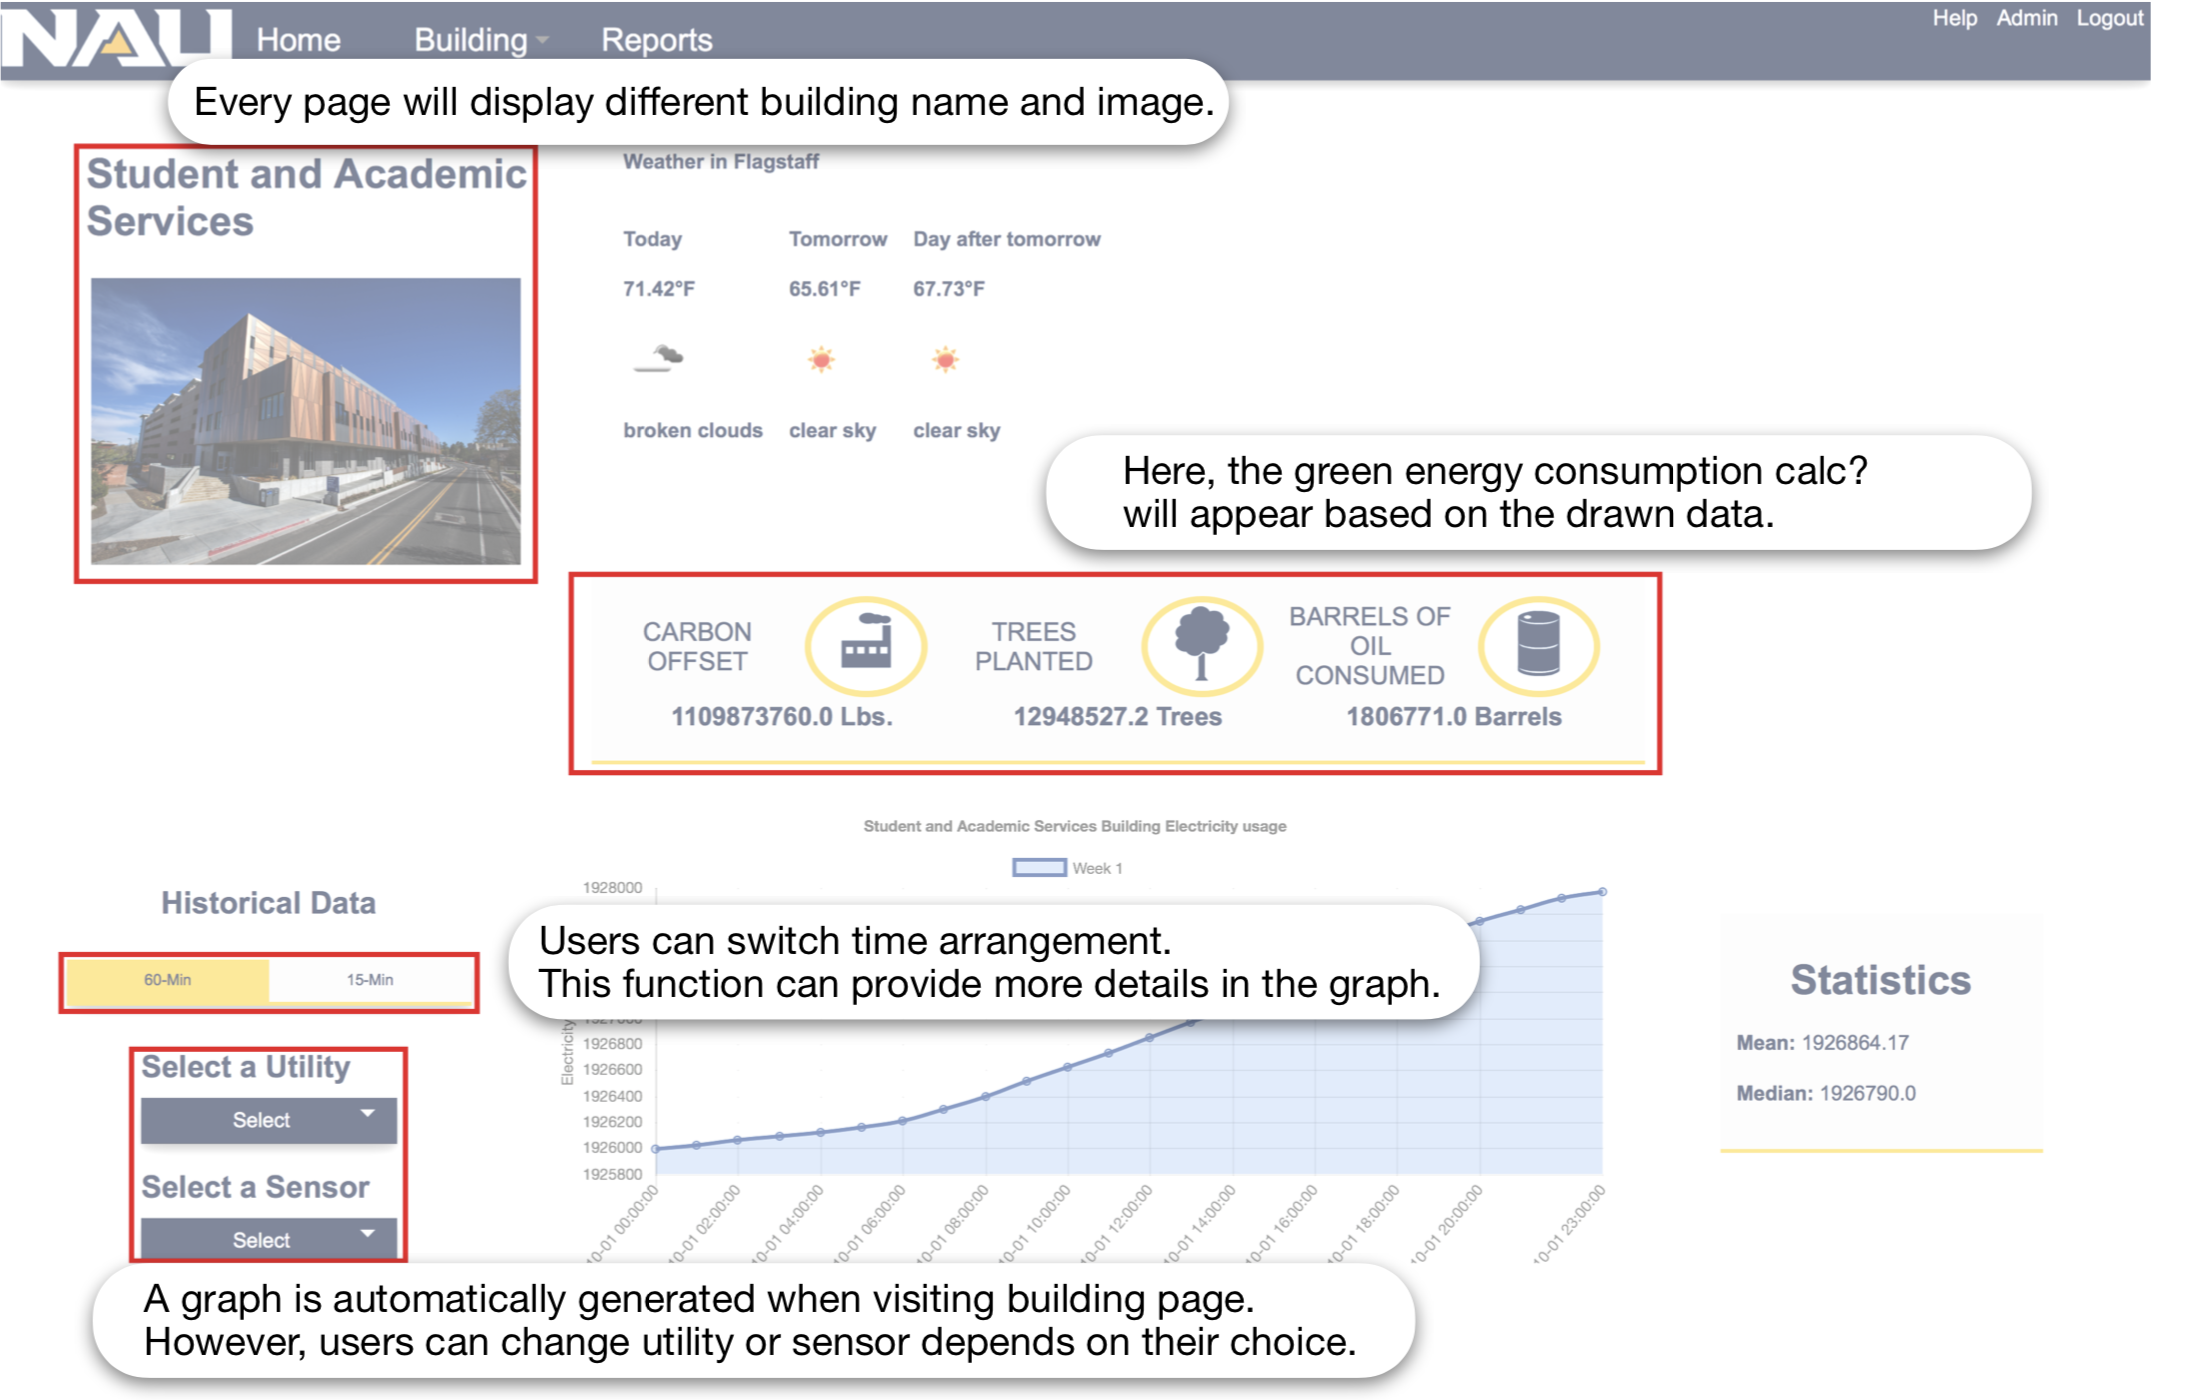 NAU
Home Building Reports
Help Admin Logout
Every page will display different building name and image.
Student and Academic
Services
Weather in Flagstaff
Today Tomorrow Day after tomorrow
71.42°F 65.61°F 67.73°F
broken clouds clear sky clear sky
Here, the green energy consumption calc?
will appear based on the drawn data.
CARBON
OFFSET
1109873760.0 Lbs.
TREES
PLANTED
12948527.2 Trees
BARRELS OF
OIL
CONSUMED
1806771.0 Barrels
Historical Data
60-Min 15-Min
Select a Utility
Select
Select a Sensor
Select
Student and Academic Services Building Electricity usage
Week 1
1928000
Users can switch time arrangement.
This function can provide more details in the graph.
Electricity
1926800
1926600
1926400
1926200
1926000
1925800
10-01 00:00:00
10-01 02:00:00
10-01 04:00:00
10-01 06:00:00
10-01 08:00:00
10-01 10:00:00
10-01 12:00:00
10-01 14:00:00
10-01 16:00:00
10-01 18:00:00
10-01 20:00:00
10-01 23:00:00
Statistics
Mean: 1926864.17
Median: 1926790.0
A graph is automatically generated when visiting building page.
However, users can change utility or sensor depends on their choice.